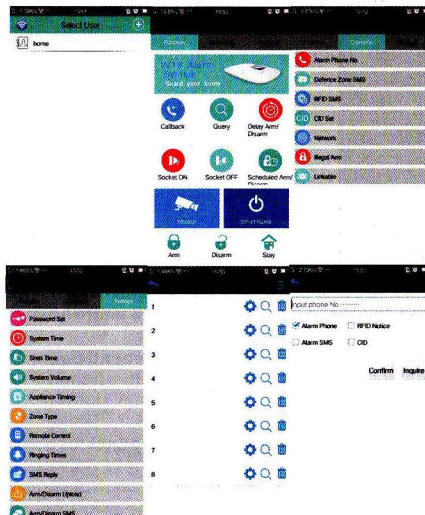 Select User
home
Alarm System
Guard your home
Callback
Query
Delay Arm/
Disarm
Socket ON
Socket OFF
Scheduled Arm/
Disarm
Monitor
Smart Home
Arm
Disarm
Stay
Alarm Phone No.
Defence Zone SMS
RFID SMS
CID
CID Set
Network
Illegal Arm
Linkable
Password Set
System Time
Siren Time
System Volume
Appliance Timing
Zone Type
Remote Control
Ringing Times
SMS Reply
Arm/Disarm Upload
Arm/Disarm SMS
1
2
3
4
5
6
7
8
Input phone No.
Alarm Phone
RFID Notice
Alarm SMS
CID
Confirm
Inquire